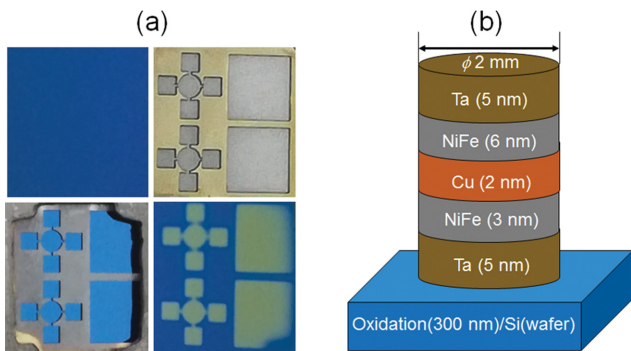 (a)
(b)
ϕ 2 mm
Ta (5 nm)
NiFe (6 nm)
Cu (2 nm)
NiFe (3 nm)
Ta (5 nm)
Oxidation(300 nm)/Si(wafer)